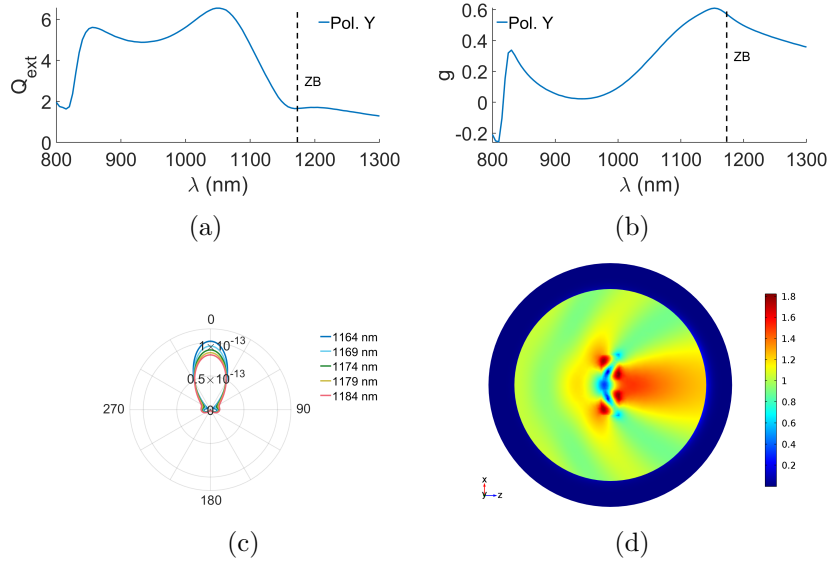 6
4
2
0
Q_ext
Pol. Y
ZB
800 900 1000 1100 1200 1300
λ (nm)
(a)
0.6
0.4
0.2
0
-0.2
g
Pol. Y
ZB
800 900 1000 1100 1200 1300
λ (nm)
(b)
0
1×10^-13
0.5×10^-13
0
270
90
180
1164 nm
1169 nm
1174 nm
1179 nm
1184 nm
(c)
1.8
1.6
1.4
1.2
1
0.8
0.6
0.4
0.2
x
y
z
(d)